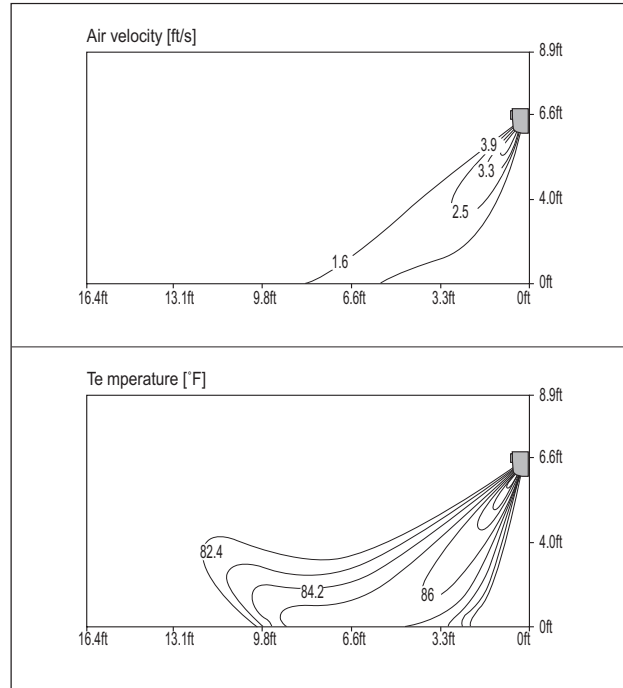 Air velocity [ft/s]
8.9ft
6.6ft
3.9
3.3
4.0ft
2.5
1.6
0ft
16.4ft 13.1ft 9.8ft 6.6ft 3.3ft 0ft
Te mperature [˚F]
8.9ft
6.6ft
4.0ft
82.4
84.2
86
0ft
16.4ft 13.1ft 9.8ft 6.6ft 3.3ft 0ft